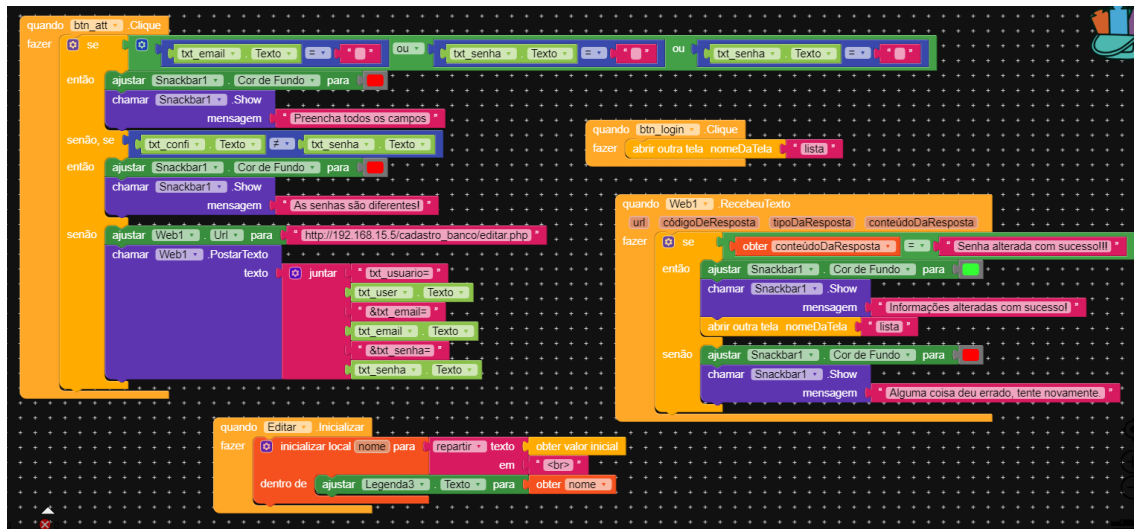 quando btn_att .Clique
fazer se txt_email . Texto = " " ou txt_senha . Texto = " " ou txt_senha . Texto = " "
então ajustar Snackbar1 . Cor de Fundo para
chamar Snackbar1 .Show
mensagem " Preencha todos os campos "
senão, se txt_confi . Texto ≠ txt_senha . Texto
então ajustar Snackbar1 . Cor de Fundo para
chamar Snackbar1 .Show
mensagem " As senhas são diferentes! "
senão ajustar Web1 . Url para " http://192.168.15.5/cadastro_banco/editar.php "
chamar Web1 .PostarTexto
texto juntar " txt_usuario= "
txt_user . Texto
" &txt_email= "
txt_email . Texto
" &txt_senha= "
txt_senha . Texto
quando btn_login .Clique
fazer abrir outra tela nomeDaTela " lista "
quando Web1 .RecebeuTexto
url códigoDeResposta tipoDaResposta conteúdoDaResposta
fazer se obter conteúdoDaResposta = " Senha alterada com sucesso!!! "
então ajustar Snackbar1 . Cor de Fundo para
chamar Snackbar1 .Show
mensagem " Informações alteradas com sucesso! "
abrir outra tela nomeDaTela " lista "
senão ajustar Snackbar1 . Cor de Fundo para
chamar Snackbar1 .Show
mensagem " Alguma coisa deu errado, tente novamente. "
quando Editar .Inicializar
fazer inicializar local nome para repartir texto obter valor inicial
em " <br> "
dentro de ajustar Legenda3 . Texto para obter nome